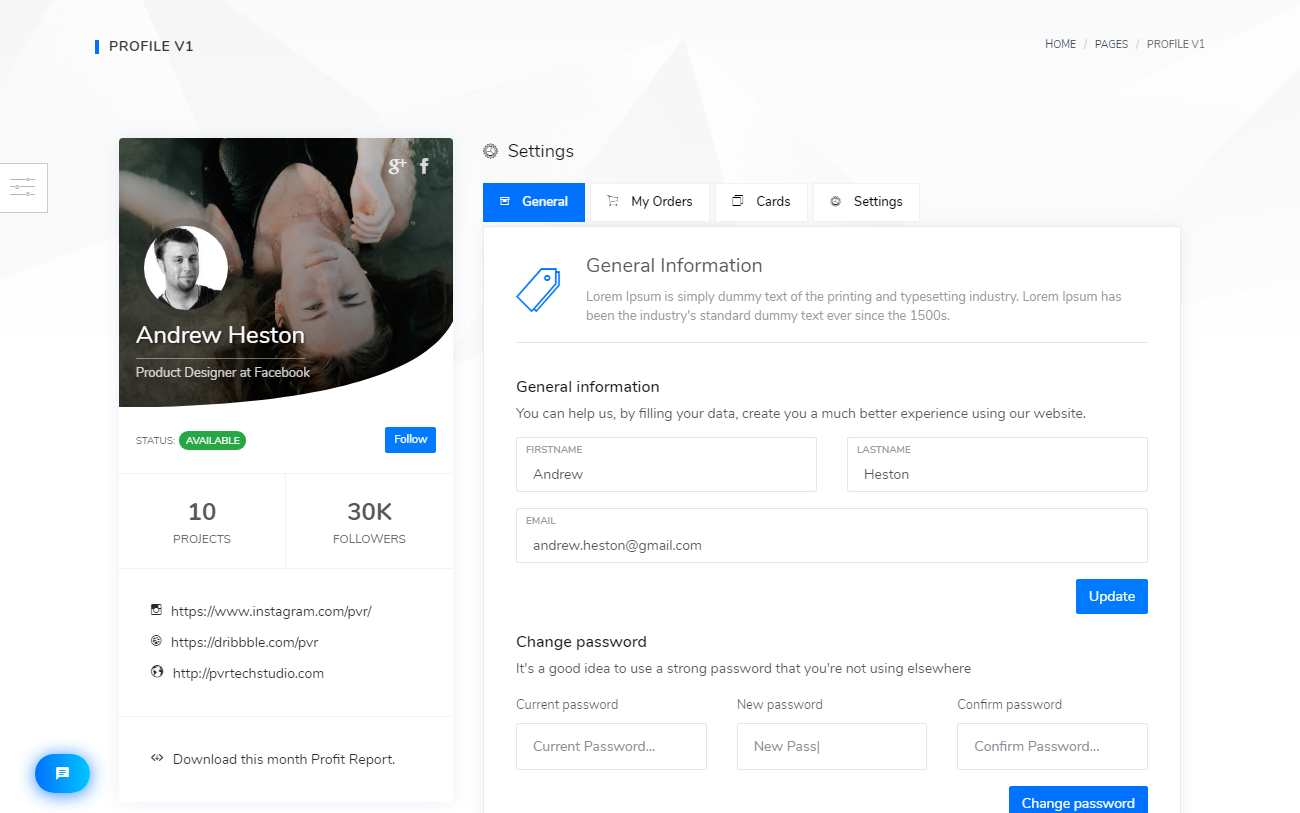 PROFILE V1
HOME / PAGES / PROFILE V1
g+ f
Andrew Heston
Product Designer at Facebook
STATUS: AVAILABLE
Follow
10
PROJECTS
30K
FOLLOWERS
https://www.instagram.com/pvr/
https://dribbble.com/pvr
http://pvrtechstudio.com
Download this month Profit Report.
Settings
General
My Orders
Cards
Settings
General Information
Lorem Ipsum is simply dummy text of the printing and typesetting industry. Lorem Ipsum has
been the industry's standard dummy text ever since the 1500s.
General information
You can help us, by filling your data, create you a much better experience using our website.
FIRSTNAME
Andrew
LASTNAME
Heston
EMAIL
andrew.heston@gmail.com
Update
Change password
It's a good idea to use a strong password that you're not using elsewhere
Current password
Current Password...
New password
New Pass|
Confirm password
Confirm Password...
Change password